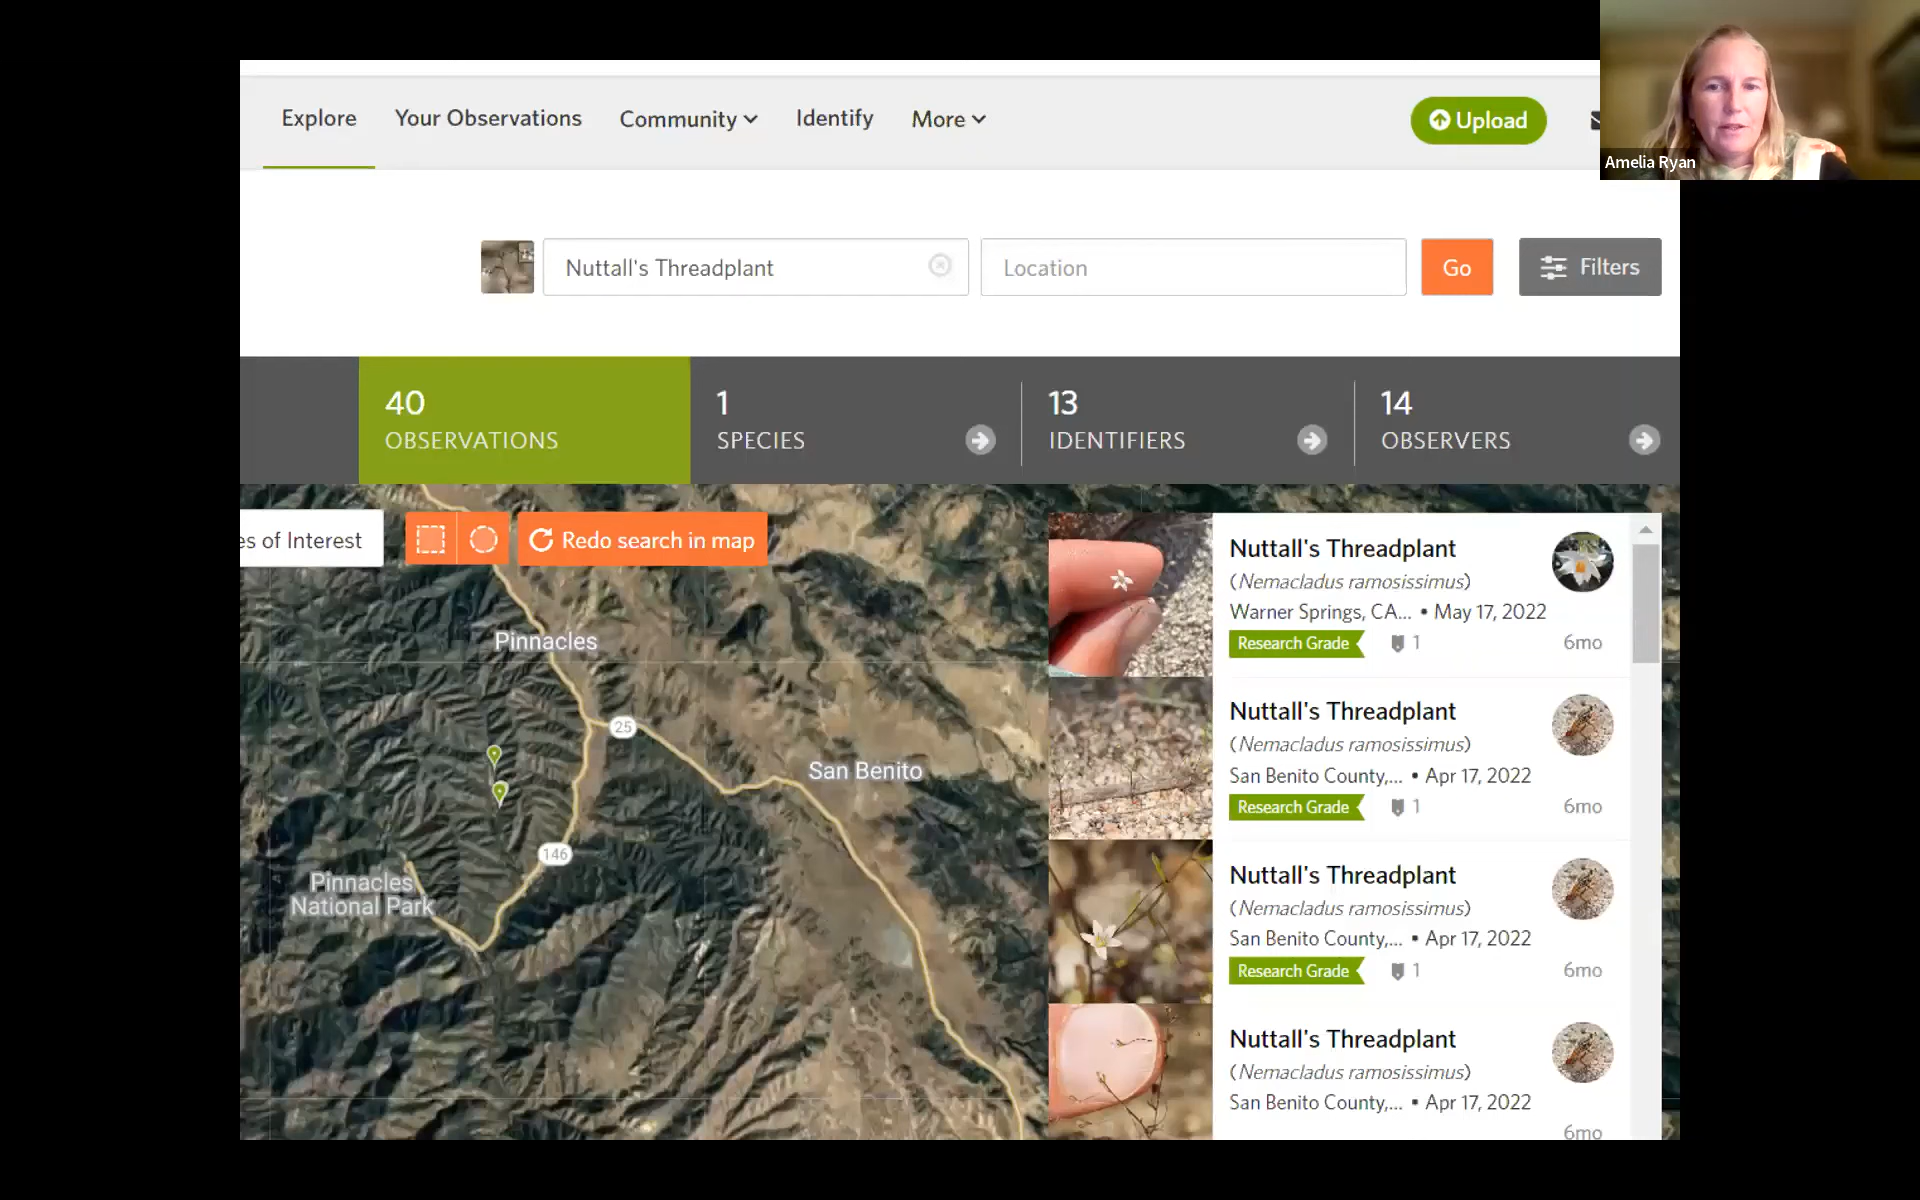 Explore Your Observations Community Identify More Upload
Amelia Ryan
Nuttall's Threadplant Location Go Filters
40 1 13 14
OBSERVATIONS SPECIES IDENTIFIERS OBSERVERS
es of Interest Redo search in map
Pinnacles
25
San Benito
146
Pinnacles
National Park
Nuttall's Threadplant
(Nemacladus ramosissimus)
Warner Springs, CA... • May 17, 2022
Research Grade 1 6mo
Nuttall's Threadplant
(Nemacladus ramosissimus)
San Benito County,... • Apr 17, 2022
Research Grade 1 6mo
Nuttall's Threadplant
(Nemacladus ramosissimus)
San Benito County,... • Apr 17, 2022
Research Grade 1 6mo
Nuttall's Threadplant
(Nemacladus ramosissimus)
San Benito County,... • Apr 17, 2022
6mo